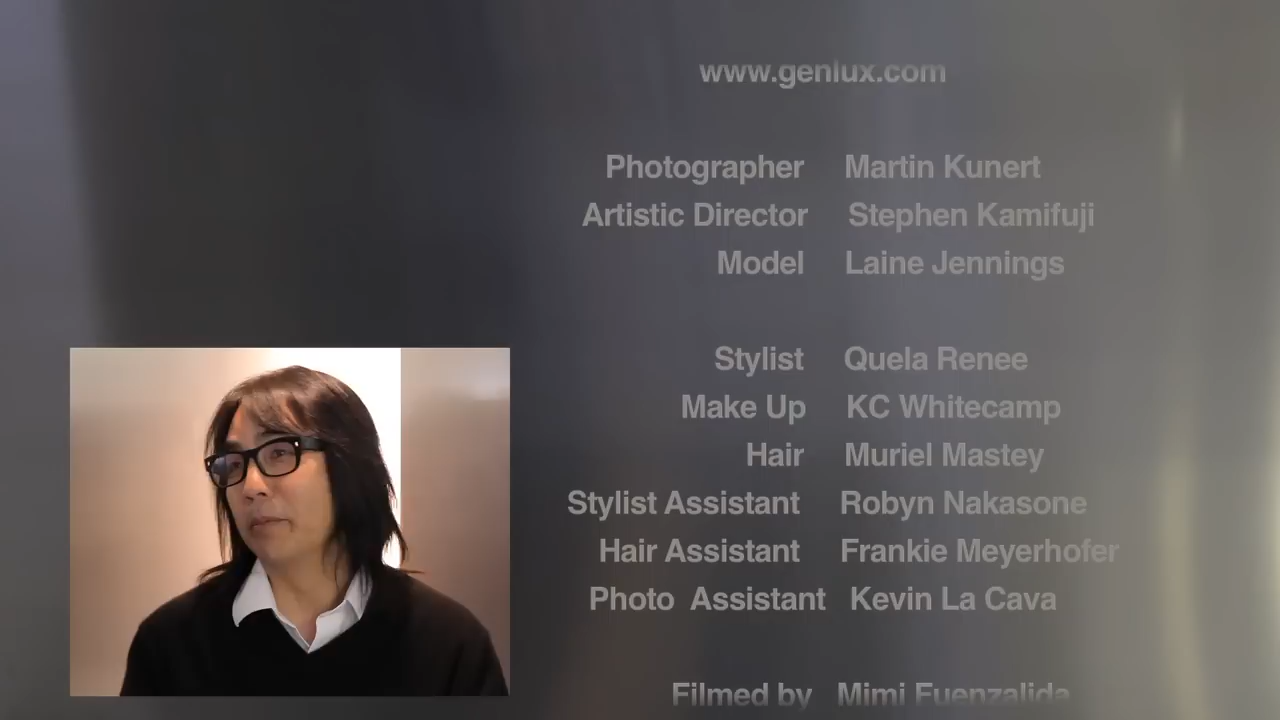 www.genlux.com
Photographer Martin Kunert
Artistic Director Stephen Kamifuji
Model Laine Jennings
Stylist Quela Renee
Make Up KC Whitecamp
Hair Muriel Mastey
Stylist Assistant Robyn Nakasone
Hair Assistant Frankie Meyerhofer
Photo Assistant Kevin La Cava
Filmed by Mimi Fuenzalida